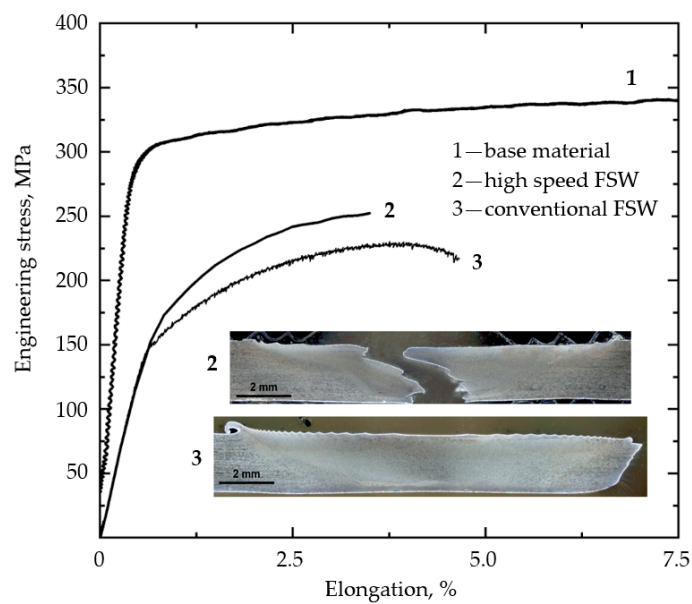 400
350
300
250
200
150
100
50
0
2.5
5.0
7.5
Engineering stress, MPa
Elongation, %
1
1—base material
2—high speed FSW
3—conventional FSW
2
3
2
2 mm
3
2 mm